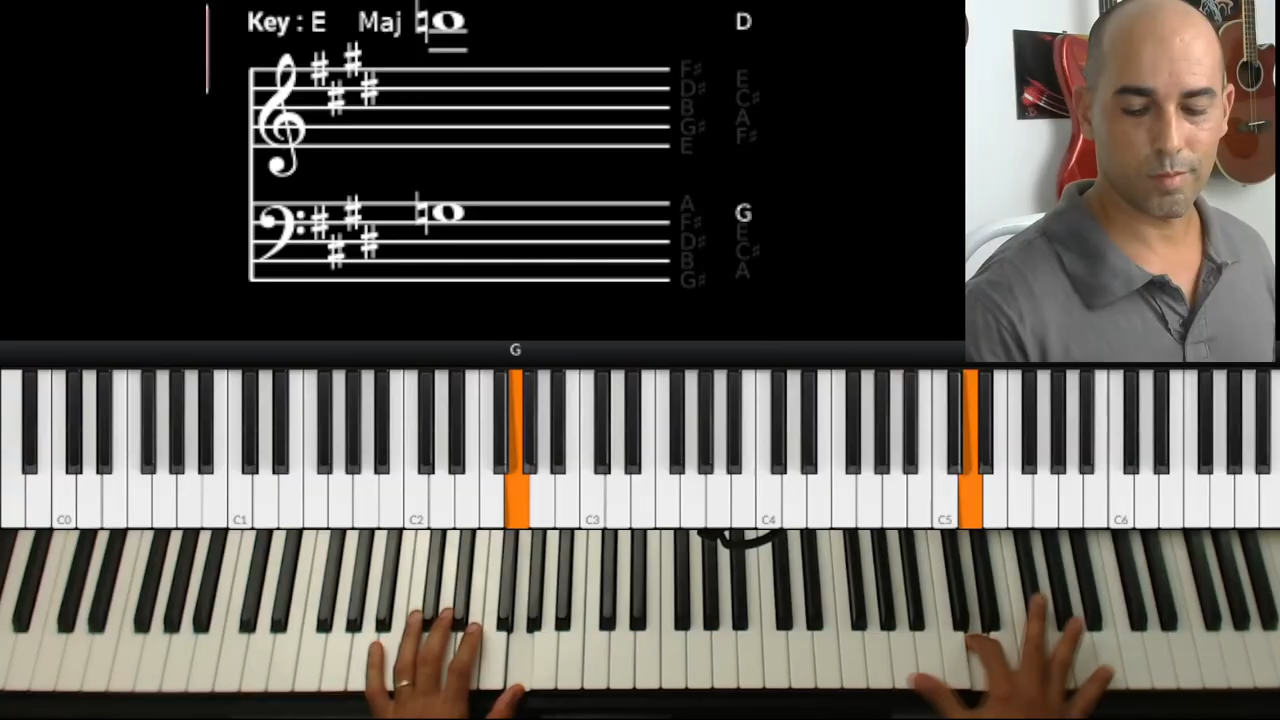 Key : E Maj D
F♯
D♯
B
G♯
E
E
C♯
A
F♯
A
F♯
D♯
B
G♯
G
E
C♯
A
G
C0 C1 C2 C3 C4 C5 C6